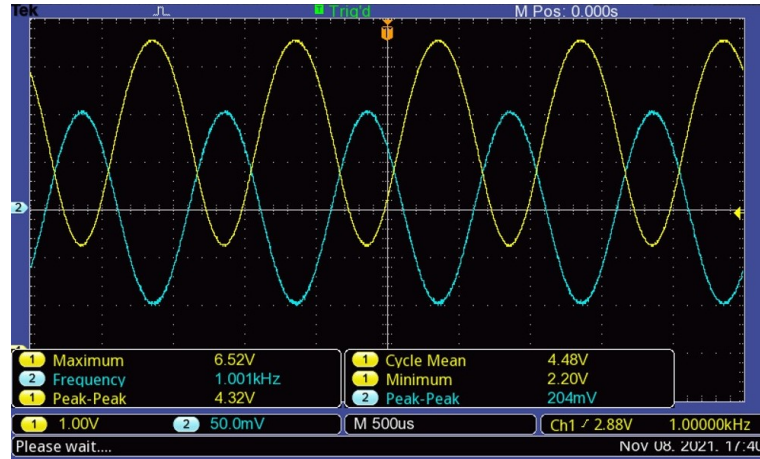 Tek Trig'd M Pos: 0.000s
T
2
1 Maximum 6.52V 1 Cycle Mean 4.48V
2 Frequency 1.001kHz 1 Minimum 2.20V
1 Peak-Peak 4.32V 2 Peak-Peak 204mV
1 1.00V 2 50.0mV M 500us Ch1 2.88V 1.00000kHz
Please wait.... Nov 08, 2021, 17:40